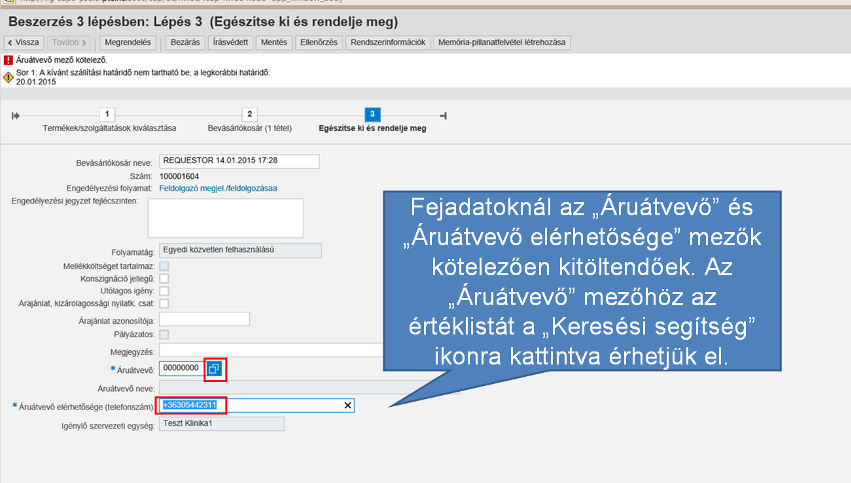 Beszerzés 3 lépésben: Lépés 3 (Egészítse ki és rendelje meg)
Vissza Tovább Megrendelés Bezárás Írásvédett Mentés Ellenőrzés Rendszerinformációk Memória-pillanatfelvétel létrehozása
Áruátvevő mező kötelező.
Sor 1: A kívánt szállítási határidő nem tartható be; a legkorábbi határidő:
20.01.2015
1 2 3
Termékek/szolgáltatások kiválasztása Bevásárlókosár (1 tétel) Egészítse ki és rendelje meg
Bevásárlókosár neve: REQUESTOR 14.01.2015 17:28
Szám: 100001604
Engedélyezési folyamat: Feldolgozó megjel./feldolgozásaa
Engedélyezési jegyzet fejlécszinten:
Folyamatág: Egyedi közvetlen felhasználású
Mellékköltséget tartalmaz:
Konszignáció jellegű:
Utólagos igény:
Árajánlat, kizárolagossági nyilatk. csat:
Árajánlat azonosítója:
Pályázatos:
Megjegyzés:
* Áruátvevő: 00000000
Áruátvevő neve:
* Áruátvevő elérhetősége (telefonszám) +36305442311
Igénylő szervezeti egység: Teszt Klinika1
Fejadatoknál az „Áruátvevő” és
„Áruátvevő elérhetősége” mezők
kötelezően kitöltendőek. Az
„Áruátvevő” mezőhöz az
értéklistát a „Keresési segítség”
ikonra kattintva érhetjük el.